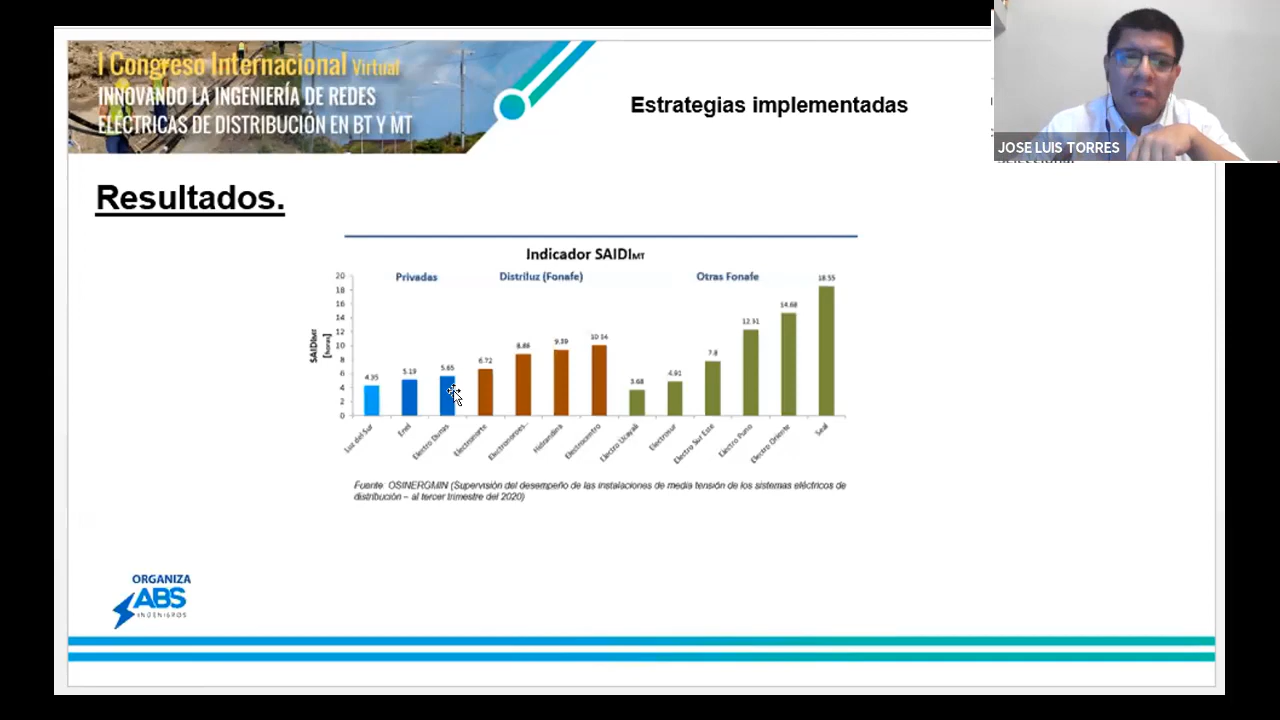 I Congreso Internacional Virtual
INNOVANDO LA INGENIERÍA DE REDES
ELÉCTRICAS DE DISTRIBUCIÓN EN BT Y MT
Estrategias implementadas
JOSE LUIS TORRES
Resultados.
Indicador SAIDIMT
Privadas
Distriluz (Fonafe)
Otras Fonafe
SAIDIMT
[horas]
20
18
16
14
12
10
8
6
4
2
0
4.35
5.19
5.65
6.72
8.86
9.39
10.14
3.68
4.91
7.8
12.31
14.68
18.55
Luz del Sur
Enel
Electro Dunas
Electronorte
Electronoroes...
Hidrandina
Electrocentro
Electro Ucayali
Electrosur
Electro Sur Este
Electro Puno
Electro Oriente
Seal
Fuente: OSINERGMIN (Supervisión del desempeño de las instalaciones de media tensión de los sistemas eléctricos de
distribución – al tercer trimestre del 2020)
ORGANIZA
ABS
INGENIEROS